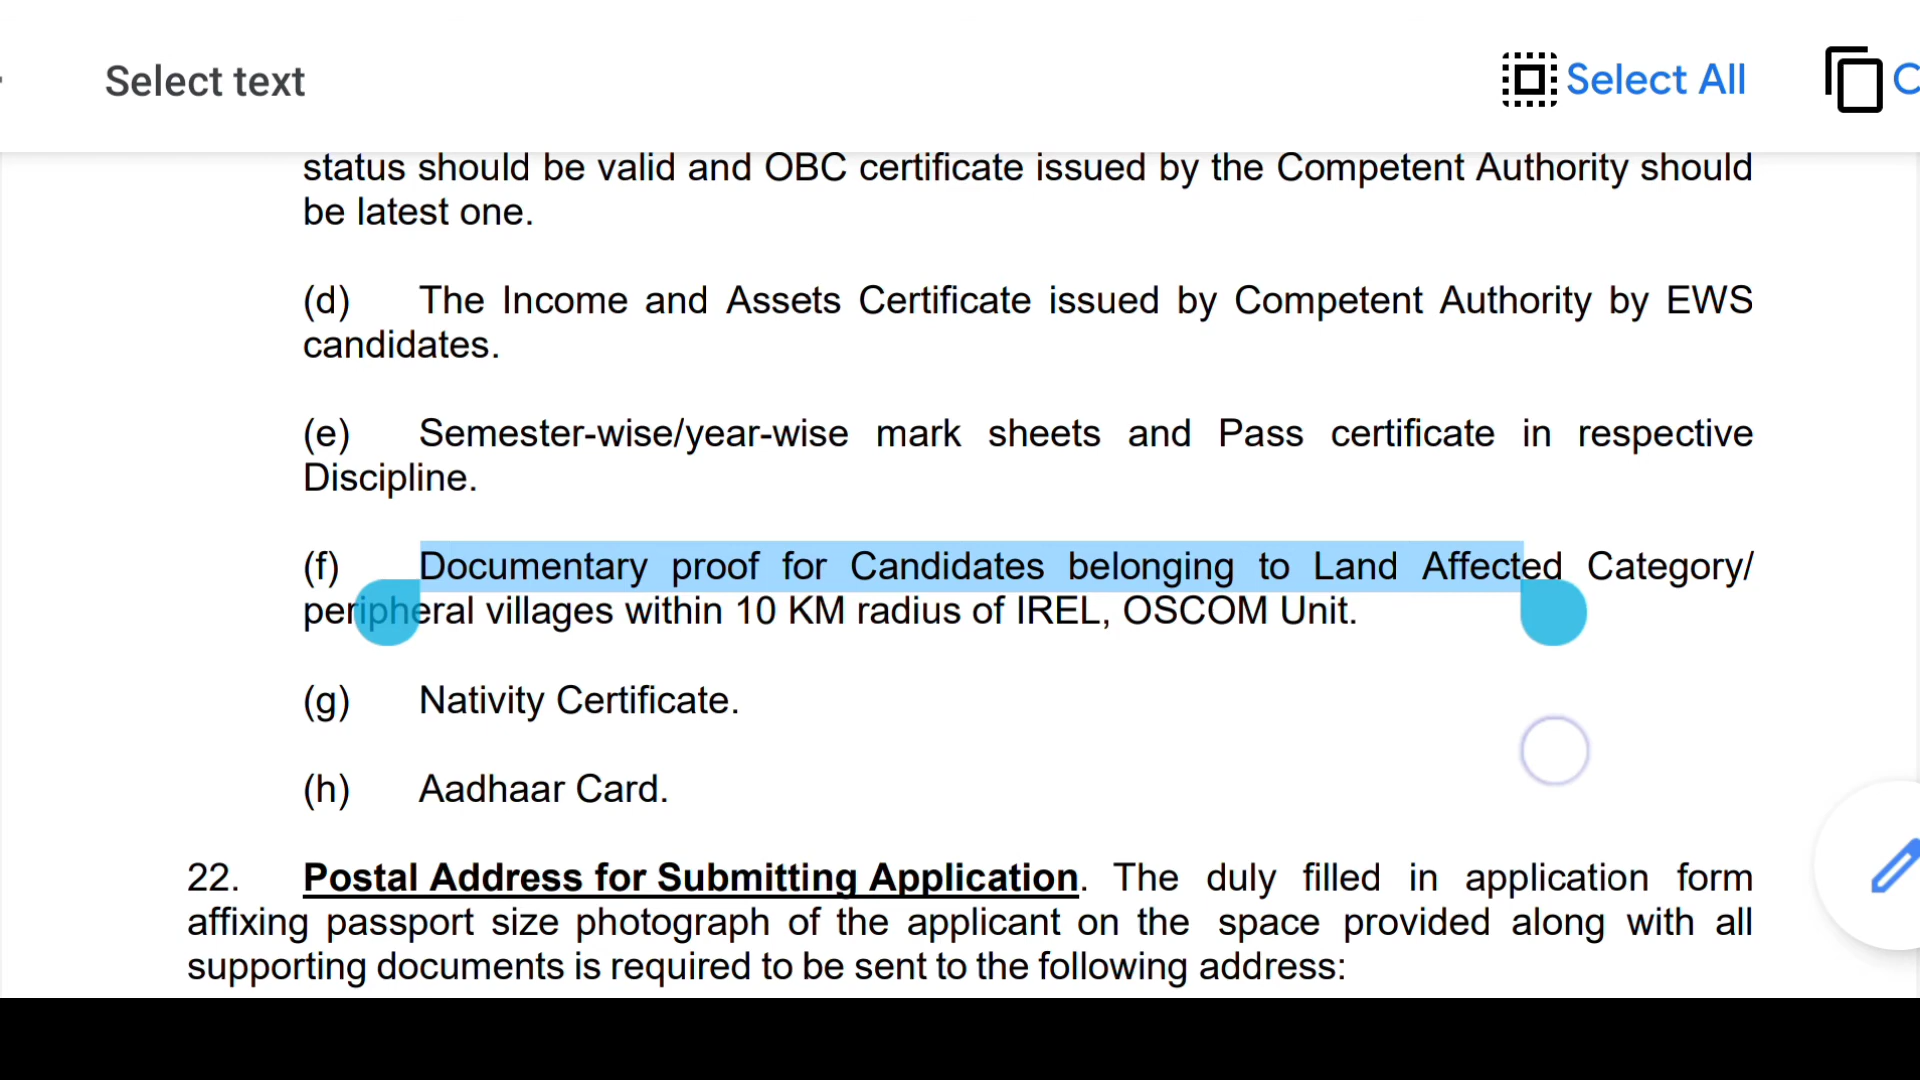 Select text
Select All
C
status should be valid and OBC certificate issued by the Competent Authority should
be latest one.
(d) The Income and Assets Certificate issued by Competent Authority by EWS
candidates.
(e) Semester-wise/year-wise mark sheets and Pass certificate in respective
Discipline.
(f) Documentary proof for Candidates belonging to Land Affected Category/
peripheral villages within 10 KM radius of IREL, OSCOM Unit.
(g) Nativity Certificate.
(h) Aadhaar Card.
22. Postal Address for Submitting Application. The duly filled in application form
affixing passport size photograph of the applicant on the space provided along with all
supporting documents is required to be sent to the following address: